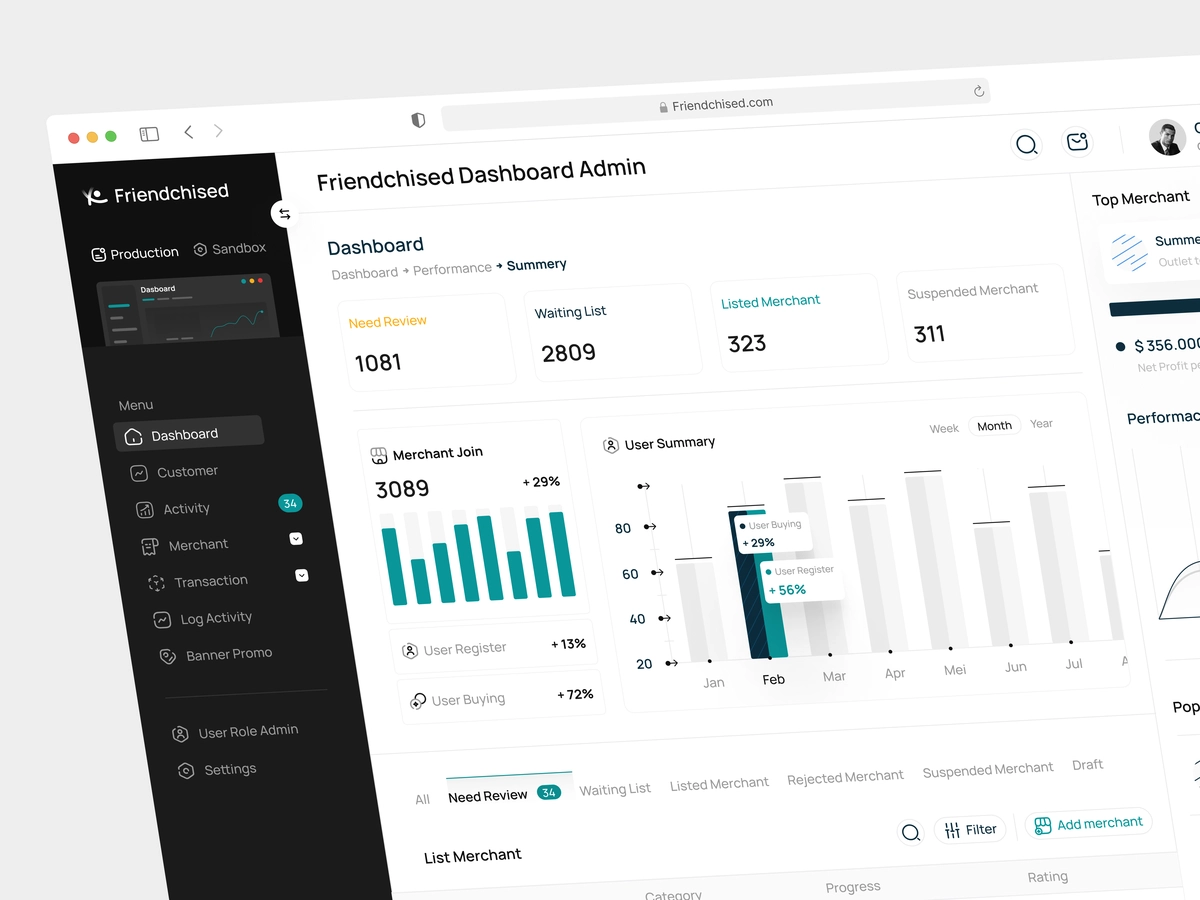 Friendchised.com
Friendchised
Production
Sandbox
Dasboard
Menu
Dashboard
Customer
Activity
34
Merchant
Transaction
Log Activity
Banner Promo
User Role Admin
Settings
Friendchised Dashboard Admin
Dashboard
Dashboard → Performance → Summery
Need Review
1081
Waiting List
2809
Listed Merchant
323
Suspended Merchant
311
Merchant Join
3089
+ 29%
User Register
+ 13%
User Buying
+ 72%
User Summary
Week Month Year
80
60
40
20
User Buying
+ 29%
User Register
+ 56%
Jan Feb Mar Apr Mei Jun Jul A
All Need Review 34 Waiting List Listed Merchant Rejected Merchant Suspended Merchant Draft
List Merchant
Filter
Add merchant
Category Progress Rating
Top Merchant
Summe
Outlet t
$ 356.000
Net Profit pe
Performac
Pop